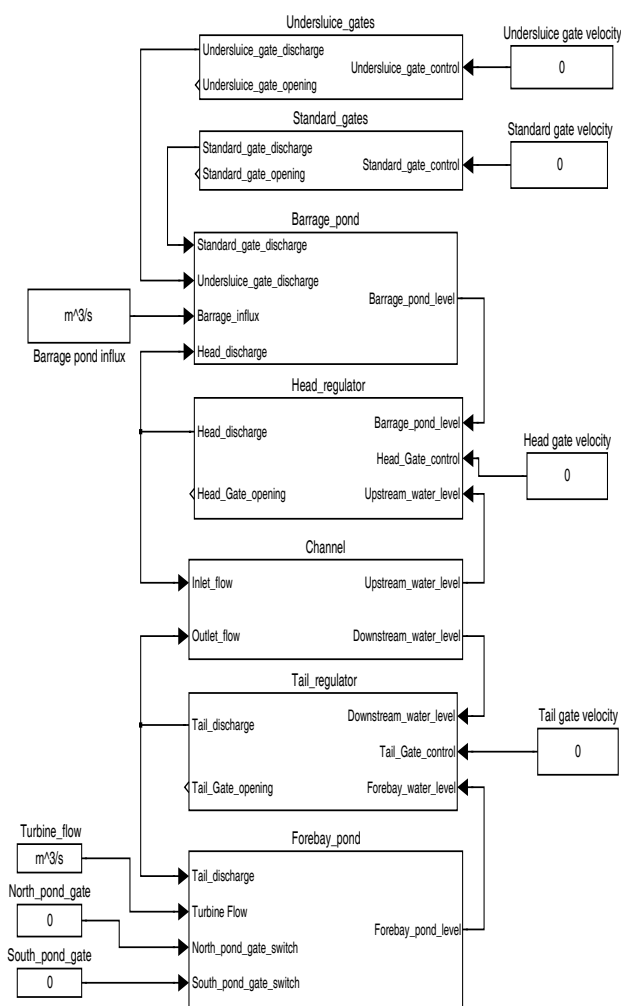 Undersluice_gates
Undersluice_gate_discharge
Undersluice_gate_control
Undersluice_gate_opening
Undersluice gate velocity
0
Standard_gates
Standard_gate_discharge
Standard_gate_control
Standard_gate_opening
Standard gate velocity
0
Barrage_pond
Standard_gate_discharge
Undersluice_gate_discharge
Barrage_pond_level
Barrage_influx
Head_discharge
m^3/s
Barrage pond influx
Head_regulator
Head_discharge
Barrage_pond_level
Head_Gate_control
Head_Gate_opening
Upstream_water_level
Head gate velocity
0
Channel
Inlet_flow
Upstream_water_level
Outlet_flow
Downstream_water_level
Tail_regulator
Tail_discharge
Downstream_water_level
Tail_Gate_control
Tail_Gate_opening
Forebay_water_level
Tail gate velocity
0
Turbine_flow
m^3/s
North_pond_gate
0
South_pond_gate
0
Forebay_pond
Tail_discharge
Turbine Flow
Forebay_pond_level
North_pond_gate_switch
South_pond_gate_switch